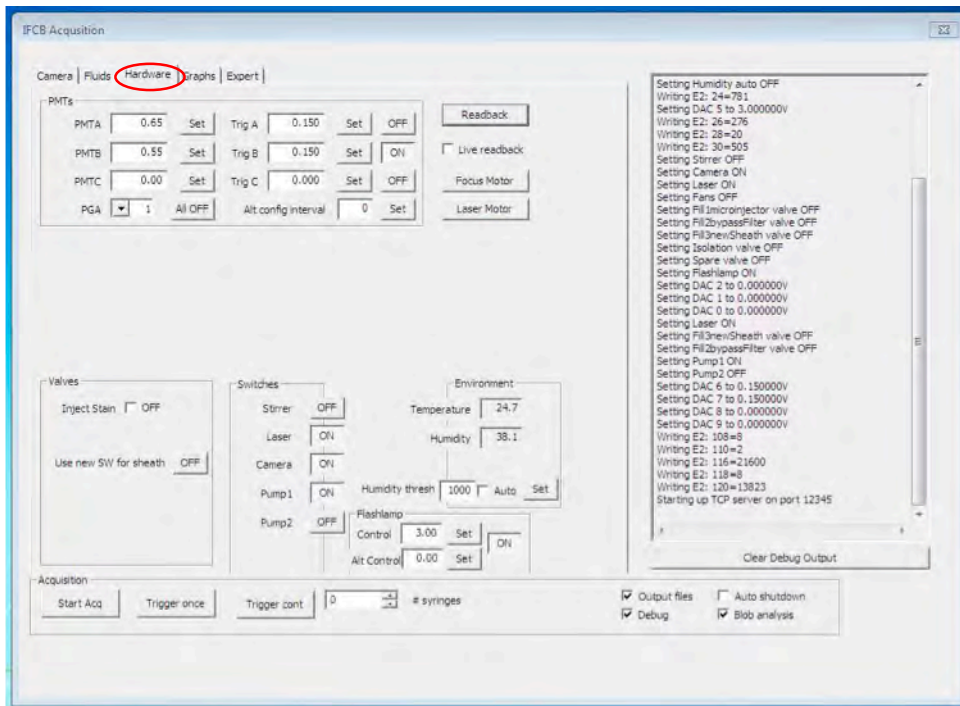 IFCB Acqusition
Camera Fluids Hardware Graphs Expert
PMTs
PMTA 0.65 Set Trig A 0.150 Set OFF
PMTB 0.55 Set Trig B 0.150 Set ON
PMTC 0.00 Set Trig C 0.000 Set OFF
PGA 1 All OFF Alt config interval 0 Set
Readback
Live readback
Focus Motor
Laser Motor
Valves
Inject Stain OFF
Use new SW for sheath OFF
Switches
Stirrer OFF
Laser ON
Camera ON
Pump1 ON
Pump2 OFF
Environment
Temperature 24.7
Humidity 38.1
Humidity thresh 1000 Auto Set
Flashlamp
Control 3.00 Set ON
Alt Control 0.00 Set
Setting Humidity auto OFF
Writing E2: 24=781
Setting DAC 5 to 3.000000V
Writing E2: 26=276
Writing E2: 28=20
Writing E2: 30=505
Setting Stirrer OFF
Setting Camera ON
Setting Laser ON
Setting Fans OFF
Setting Fill1microinjector valve OFF
Setting Fill2bypassFilter valve OFF
Setting Fill3newSheath valve OFF
Setting Isolation valve OFF
Setting Spare valve OFF
Setting Flashlamp ON
Setting DAC 2 to 0.000000V
Setting DAC 1 to 0.000000V
Setting DAC 0 to 0.000000V
Setting Laser ON
Setting Fill3newSheath valve OFF
Setting Fill2bypassFilter valve OFF
Setting Pump1 ON
Setting Pump2 OFF
Setting DAC 6 to 0.150000V
Setting DAC 7 to 0.150000V
Setting DAC 8 to 0.000000V
Setting DAC 9 to 0.000000V
Writing E2: 108=8
Writing E2: 110=2
Writing E2: 116=21600
Writing E2: 118=8
Writing E2: 120=13823
Starting up TCP server on port 12345
Clear Debug Output
Acquisition
Start Acq Trigger once Trigger cont 0 # syringes
Output files Auto shutdown
Debug Blob analysis